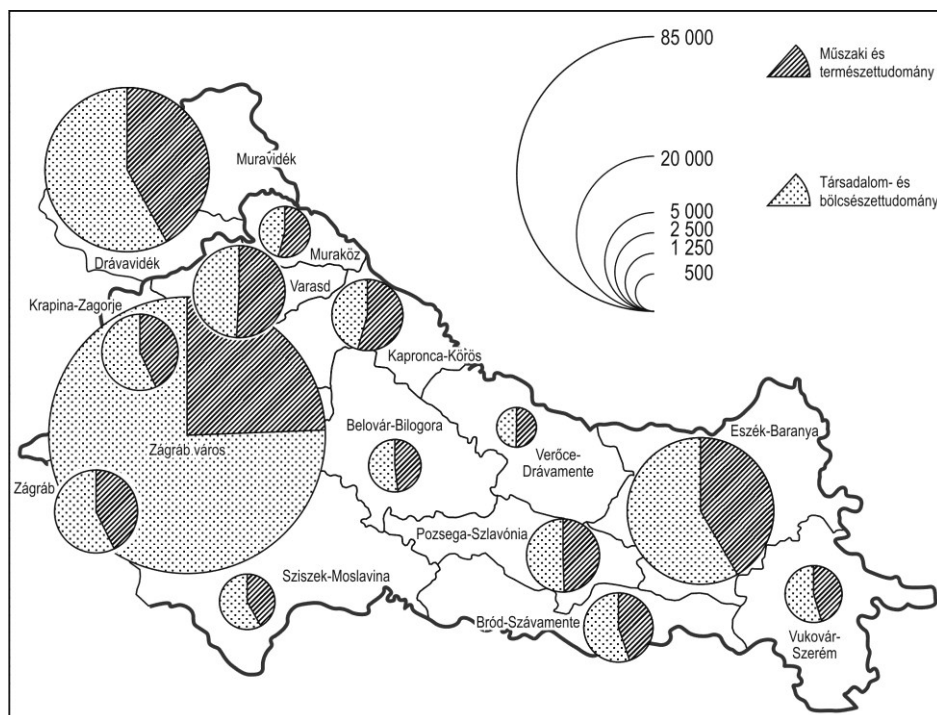 85 000
20 000
5 000
2 500
1 250
500
Műszaki és
természettudomány
Társadalom- és
bölcsészettudomány
Muravidék
Drávavidék
Muraköz
Varasd
Krapina-Zagorje
Kapronca-Körös
Zágráb város
Zágráb
Belovár-Bilogora
Verőce-
Drávamente
Eszék-Baranya
Pozsega-Szlavónia
Sziszek-Moslavina
Bród-Szávamente
Vukovár-
Szerém